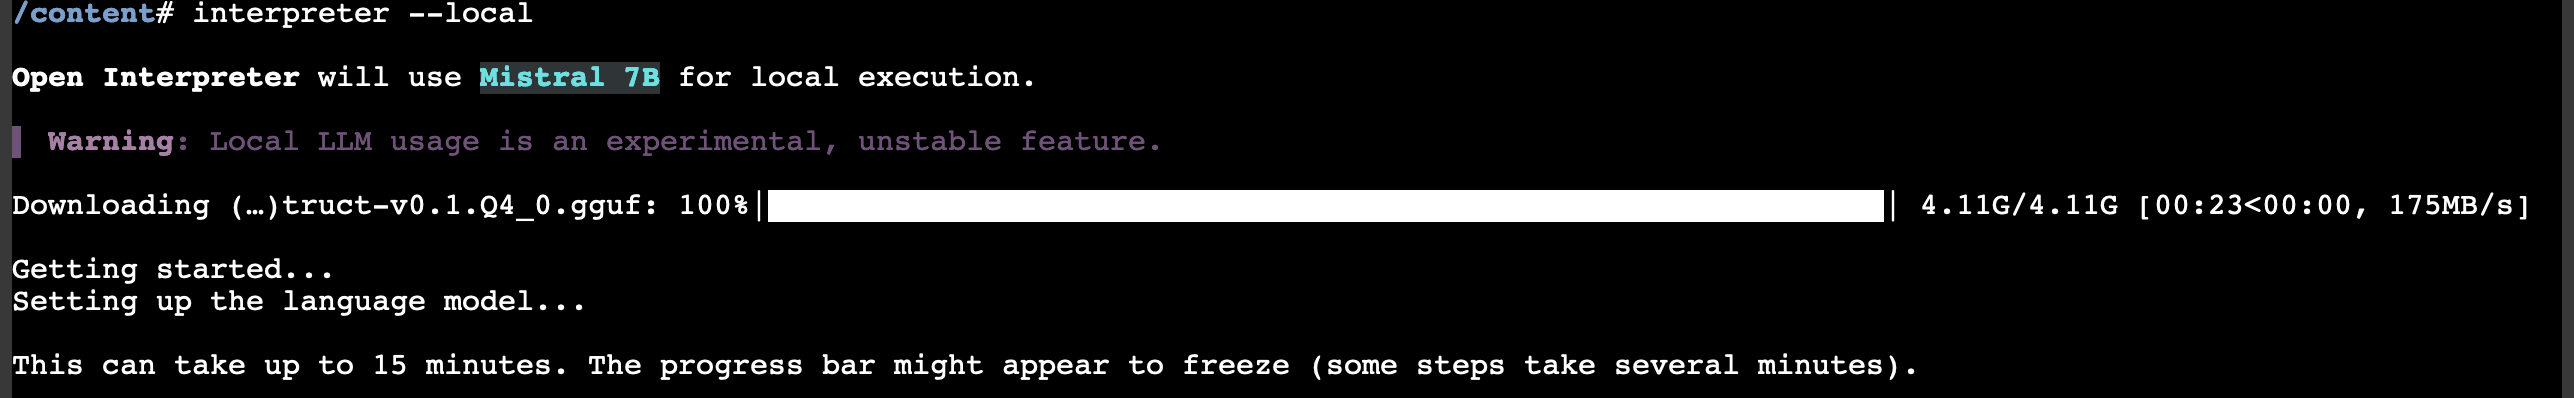 /content# interpreter --local
Open Interpreter will use Mistral 7B for local execution.
Warning: Local LLM usage is an experimental, unstable feature.
Downloading (…)truct-v0.1.Q4_0.gguf: 100%|██████████████████████████████| 4.11G/4.11G [00:23<00:00, 175MB/s]
Getting started...
Setting up the language model...
This can take up to 15 minutes. The progress bar might appear to freeze (some steps take several minutes).